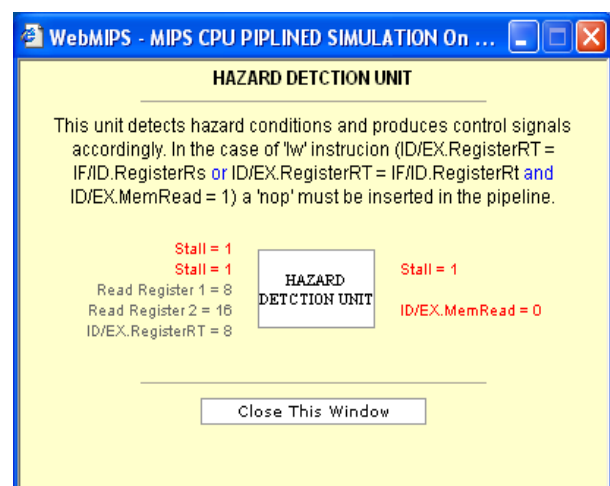 WebMIPS - MIPS CPU PIPLINED SIMULATION On ...
HAZARD DETCTION UNIT
This unit detects hazard conditions and produces control signals
accordingly. In the case of 'lw' instrucion (ID/EX.RegisterRT =
IF/ID.RegisterRs or ID/EX.RegisterRT = IF/ID.RegisterRt and
ID/EX.MemRead = 1) a 'nop' must be inserted in the pipeline.
Stall = 1
Stall = 1
Read Register 1 = 8
Read Register 2 = 16
ID/EX.RegisterRT = 8
HAZARD
DETCTION UNIT
Stall = 1
ID/EX.MemRead = 0
Close This Window